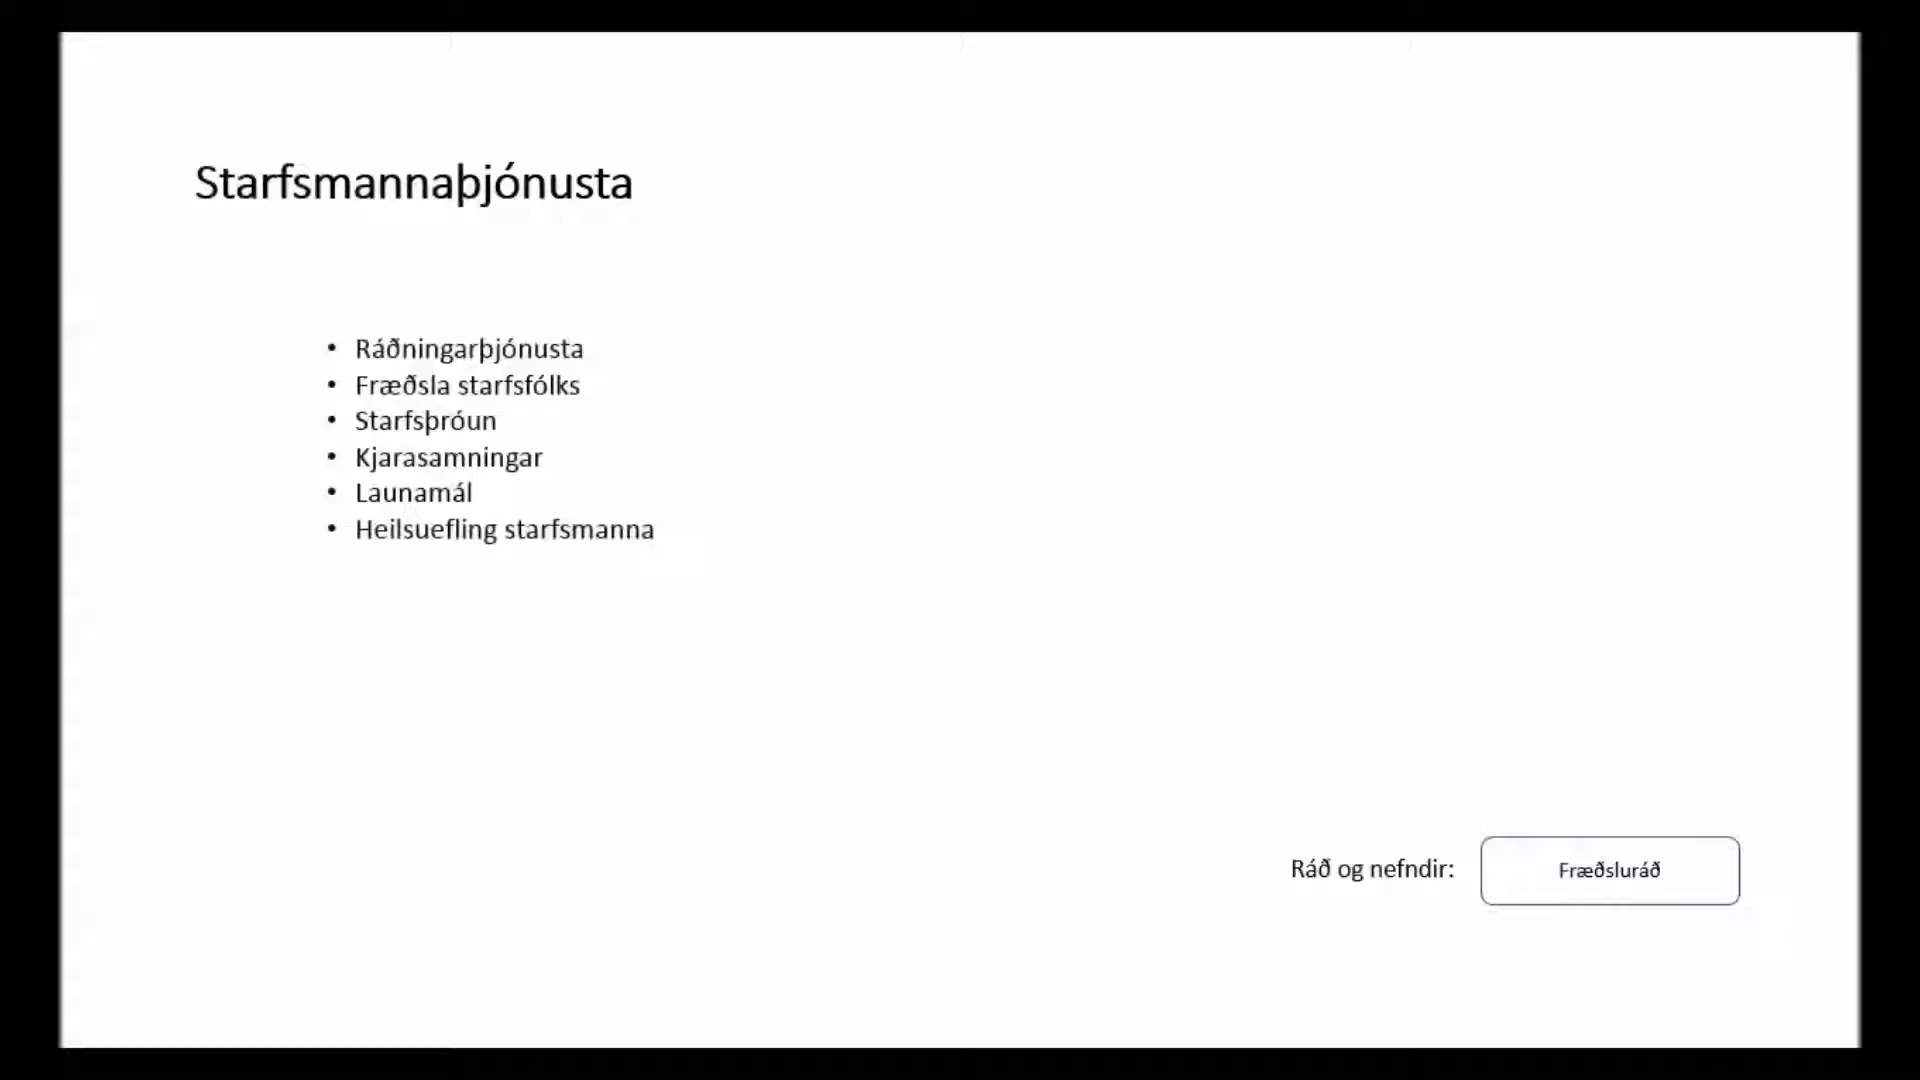 Starfsmannaþjónusta
• Ráðningarþjónusta
• Fræðsla starfsfólks
• Starfsþróun
• Kjarasamningar
• Launamál
• Heilsuefling starfsmanna
Ráð og nefndir:
Fræðsluráð